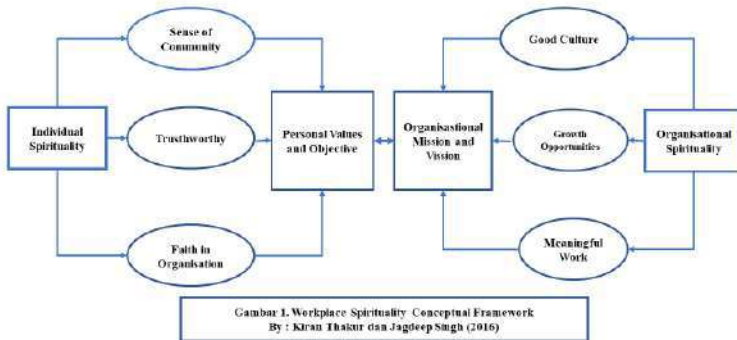 Sense of
Community
Good Culture
Individual
Spirituality
Trusthworthy
Personal Values
and Objective
Organisastional
Mission and
Vission
Growth
Opportunities
Organisational
Spirituality
Faith in
Organisation
Meaningful
Work
Gambar 1. Workplace Spirituality Conceptual Framework
By : Kiran Thakur dan Jagdeep Singh (2016)